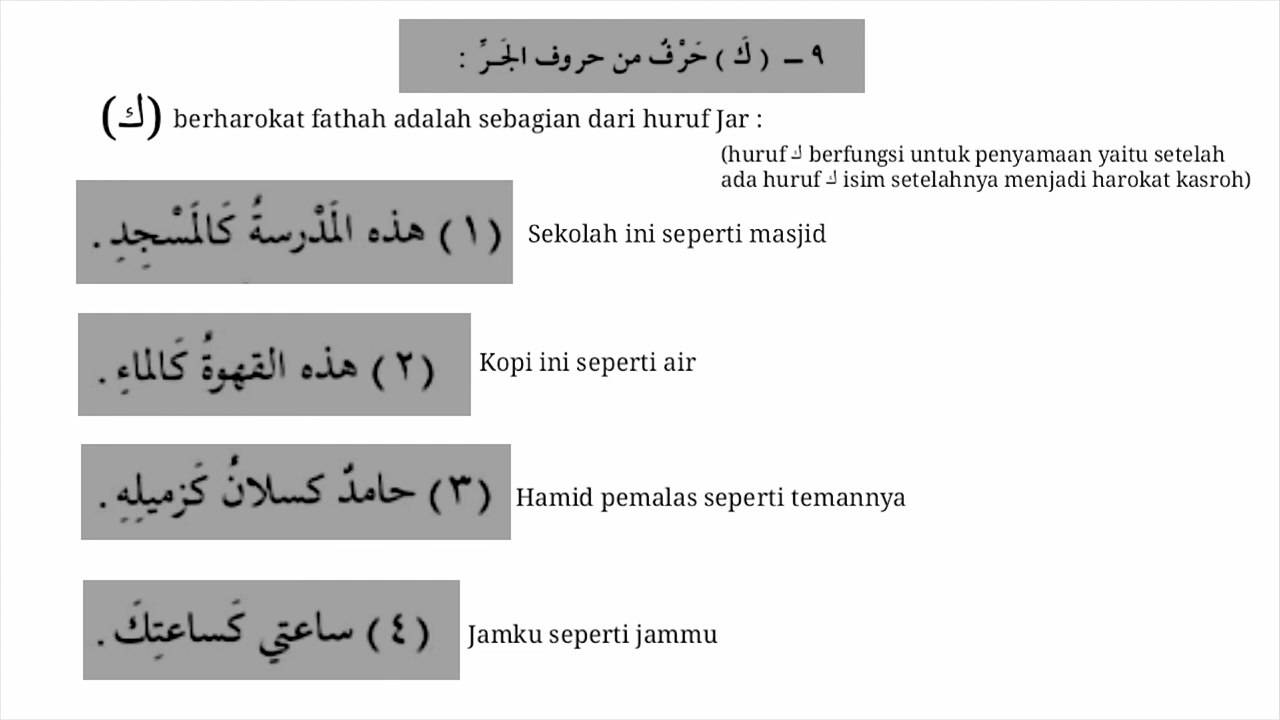 ٩ – ( كَ ) حَرْفٌ من حروف الجَـرِّ :
(ك) berharokat fathah adalah sebagian dari huruf Jar :
(huruf ك berfungsi untuk penyamaan yaitu setelah
ada huruf ك isim setelahnya menjadi harokat kasroh)
(١) هذه المَدْرسةُ كَالمَسْجِدِ .
Sekolah ini seperti masjid
(٢) هذه القهوةُ كَالماءِ .
Kopi ini seperti air
(٣) حامدٌ كسلانُ كَزميلِهِ .
Hamid pemalas seperti temannya
(٤) ساعتي كَساعتِكَ .
Jamku seperti jammu